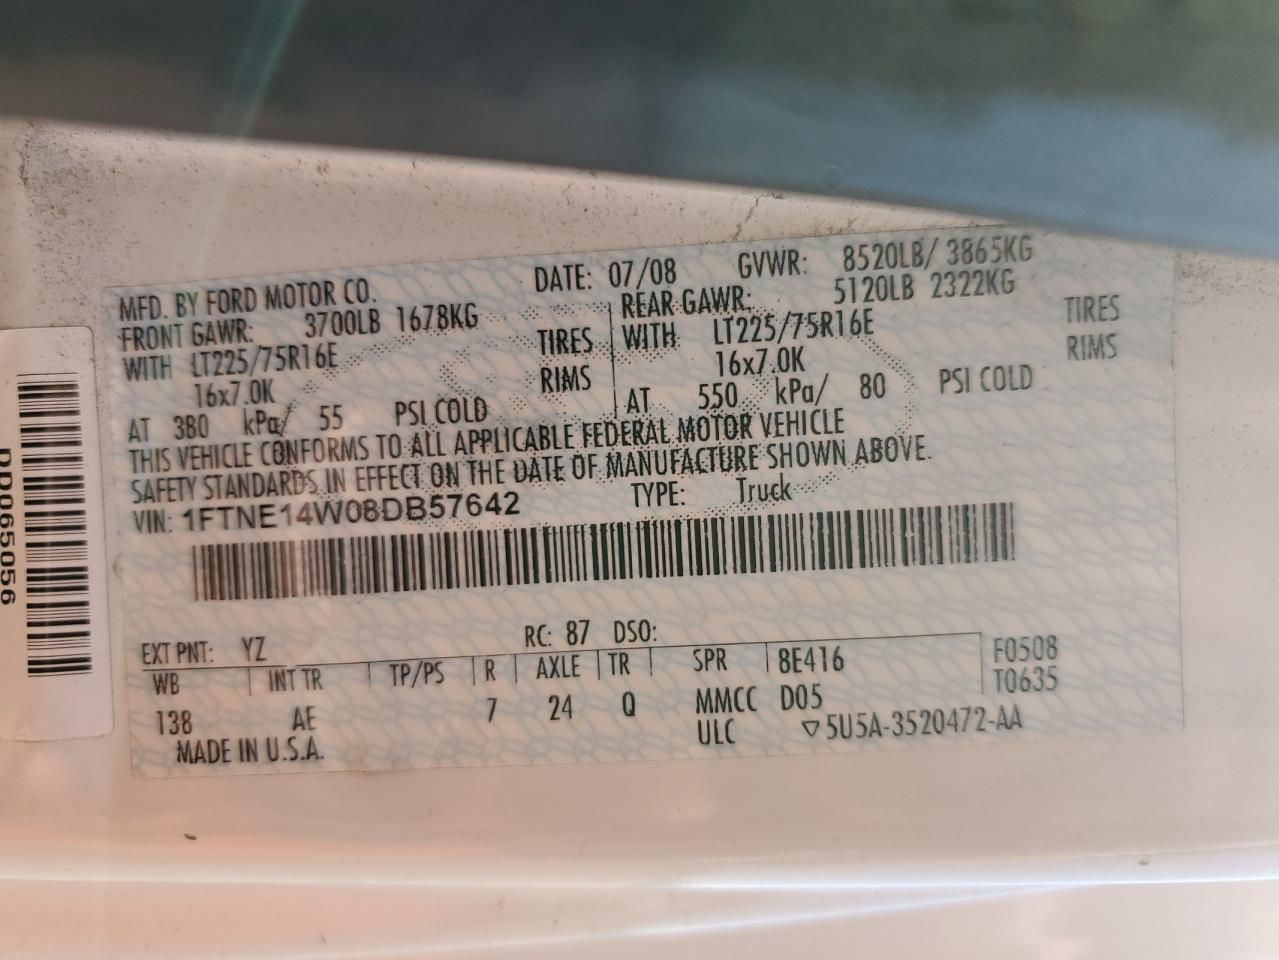 MFD. BY FORD MOTOR CO. DATE: 07/08 GVWR: 8520LB/ 3865KG
FRONT GAWR: 3700LB 1678KG REAR GAWR: 5120LB 2322KG
WITH LT225/75R16E TIRES WITH LT225/75R16E TIRES
16x7.0K RIMS 16x7.0K RIMS
AT 380 kPa/ 55 PSI COLD AT 550 kPa/ 80 PSI COLD
THIS VEHICLE CONFORMS TO ALL APPLICABLE FEDERAL MOTOR VEHICLE
SAFETY STANDARDS IN EFFECT ON THE DATE OF MANUFACTURE SHOWN ABOVE.
VIN: 1FTNE14W08DB57642 TYPE: Truck
EXT PNT: YZ RC: 87 DSO:
WB INT TR TP/PS R AXLE TR SPR 8E416 F0508
138 AE 7 24 Q MMCC D05 T0635
MADE IN U.S.A. ULC ▽5U5A-3520472-AA
DD065056